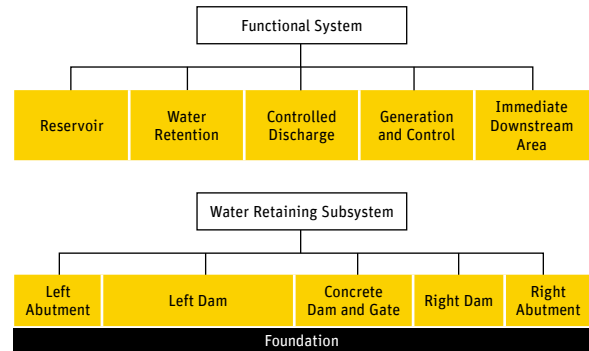 Functional System
Reservoir
Water
Retention
Controlled
Discharge
Generation
and Control
Immediate
Downstream
Area
Water Retaining Subsystem
Left
Abutment
Left Dam
Concrete
Dam and Gate
Right Dam
Right
Abutment
Foundation